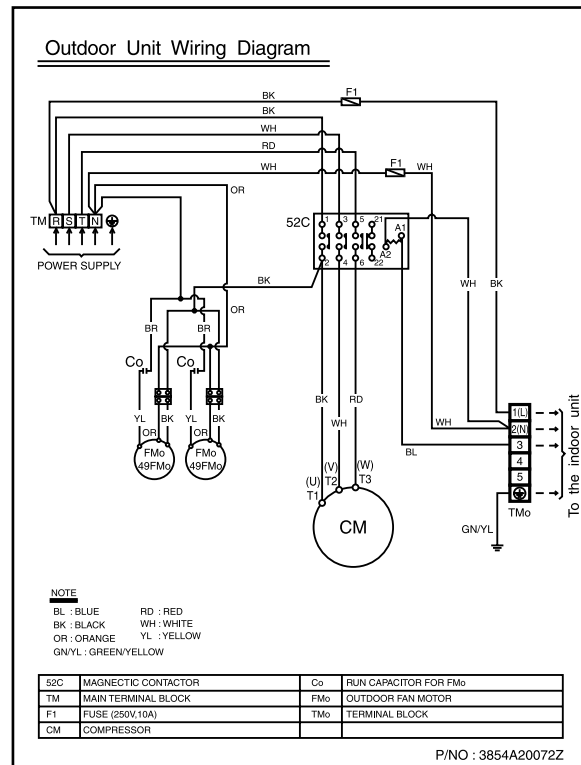 Outdoor Unit Wiring Diagram
F1
BK
BK
WH
RD
WH
F1
WH
OR
TM R S T N
POWER SUPPLY
52C
1 3 5 21
A1
A2
2 4 6 22
BK
WH BK
OR
BR BR
Co Co
YL BK YL BK
OR OR
FMo
49FMo
FMo
49FMo
BK WH RD
WH
BL
1(L)
2(N)
3
4
5
TMo
To the indoor unit
GN/YL
(U) (V) (W)
T1 T2 T3
CM
NOTE
BL : BLUE RD : RED
BK : BLACK WH : WHITE
OR : ORANGE YL : YELLOW
GN/YL : GREEN/YELLOW
52C MAGNECTIC CONTACTOR Co RUN CAPACITOR FOR FMo
TM MAIN TERMINAL BLOCK FMo OUTDOOR FAN MOTOR
F1 FUSE (250V,10A) TMo TERMINAL BLOCK
CM COMPRESSOR
P/NO : 3854A20072Z